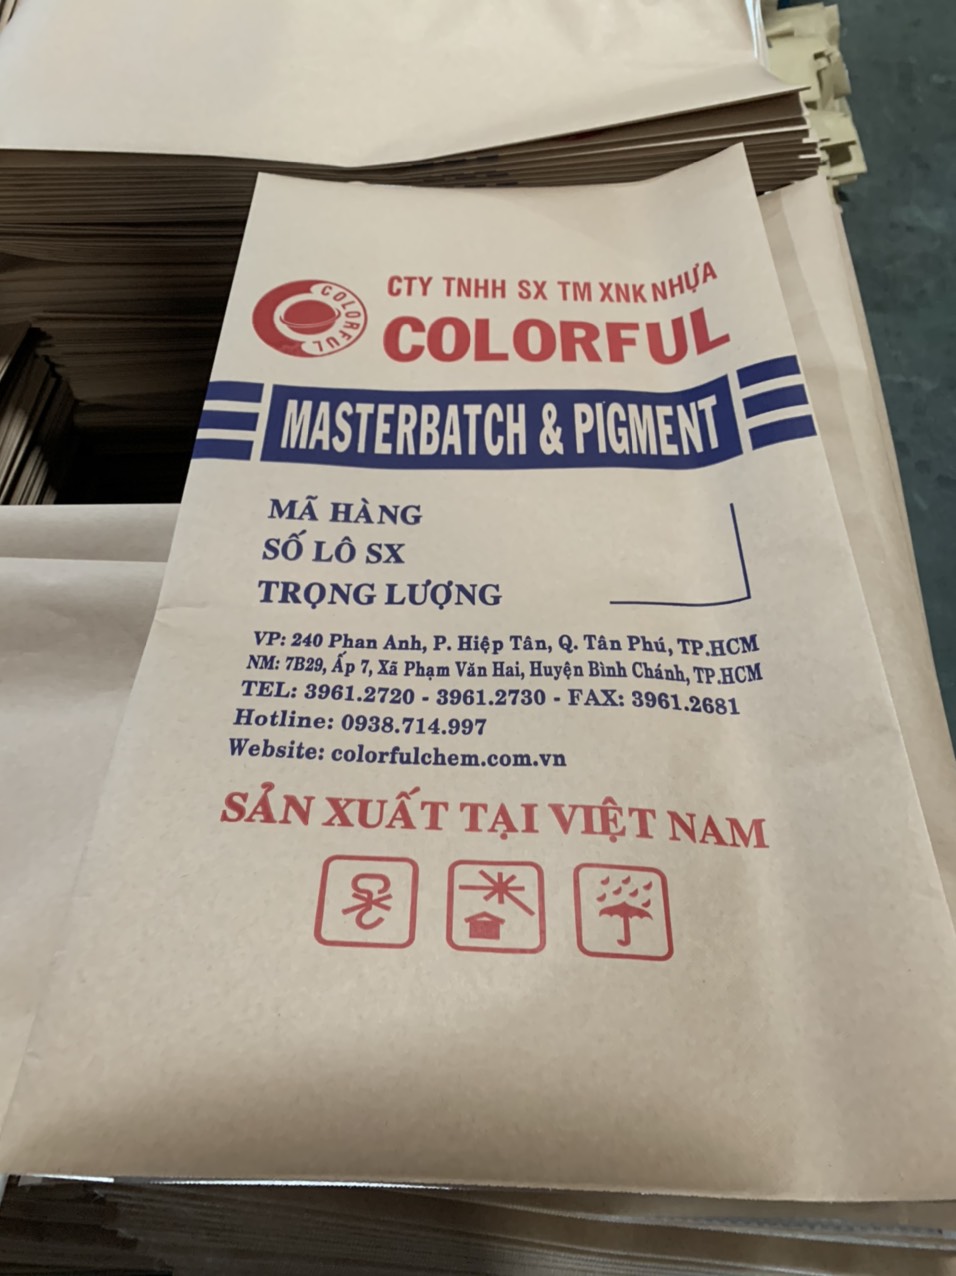 COLORFUL
CTY TNHH SX TM XNK NHỰA
COLORFUL
MASTERBATCH & PIGMENT
MÃ HÀNG
SỐ LÔ SX
TRỌNG LƯỢNG
VP: 240 Phan Anh, P. Hiệp Tân, Q. Tân Phú, TP.HCM
NM: 7B29, Ấp 7, Xã Phạm Văn Hai, Huyện Bình Chánh, TP.HCM
TEL: 3961.2720 - 3961.2730 - FAX: 3961.2681
Hotline: 0938.714.997
Website: colorfulchem.com.vn
SẢN XUẤT TẠI VIỆT NAM